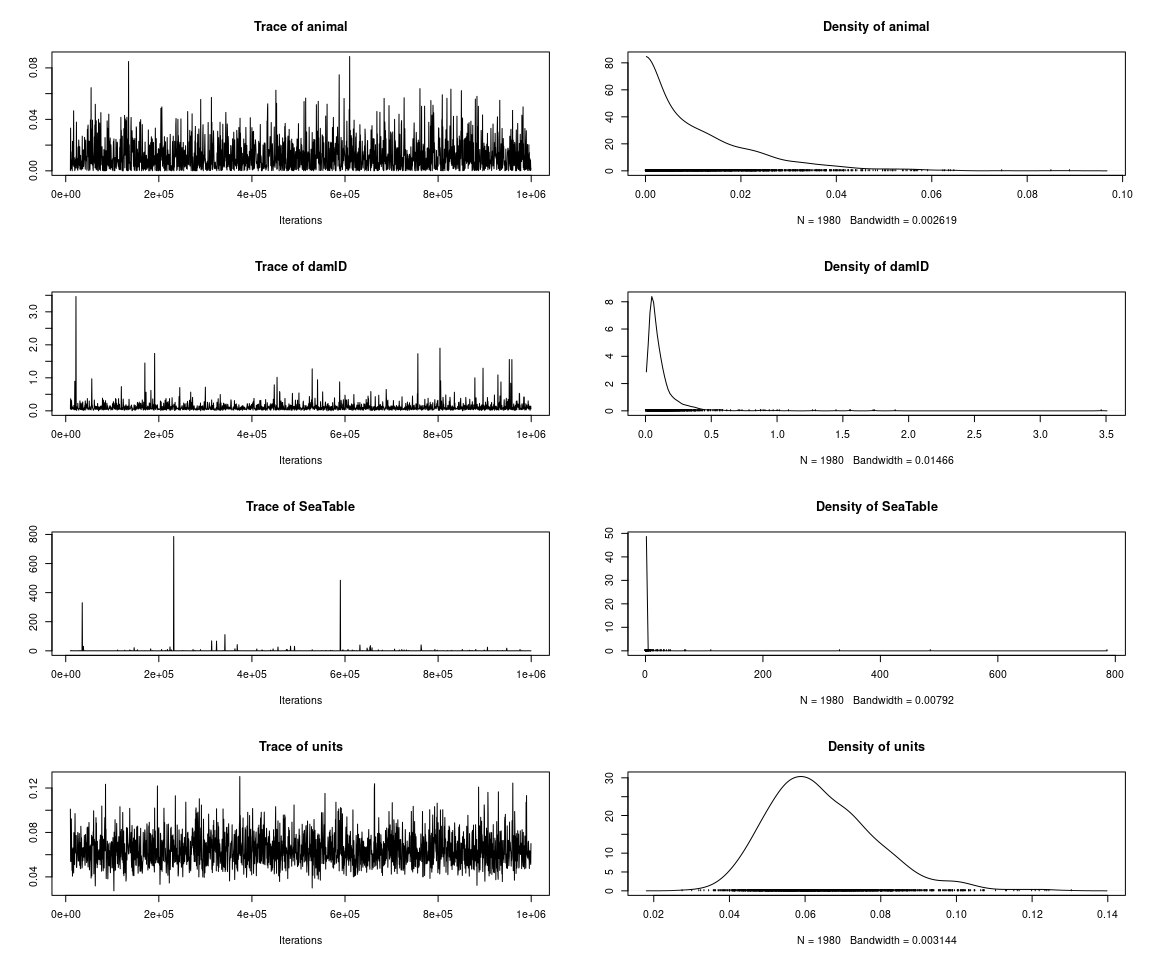 Trace of animal
0.00 0.04 0.08
0e+00 2e+05 4e+05 6e+05 8e+05 1e+06
Iterations
Density of animal
0 20 40 60 80
0.00 0.02 0.04 0.06 0.08 0.10
N = 1980 Bandwidth = 0.002619
Trace of damID
0.0 1.0 2.0 3.0
0e+00 2e+05 4e+05 6e+05 8e+05 1e+06
Iterations
Density of damID
0 2 4 6 8
0.0 0.5 1.0 1.5 2.0 2.5 3.0 3.5
N = 1980 Bandwidth = 0.01466
Trace of SeaTable
0 200 400 600 800
0e+00 2e+05 4e+05 6e+05 8e+05 1e+06
Iterations
Density of SeaTable
0 10 20 30 40 50
0 200 400 600 800
N = 1980 Bandwidth = 0.00792
Trace of units
0.04 0.08 0.12
0e+00 2e+05 4e+05 6e+05 8e+05 1e+06
Iterations
Density of units
0 5 10 20 30
0.02 0.04 0.06 0.08 0.10 0.12 0.14
N = 1980 Bandwidth = 0.003144